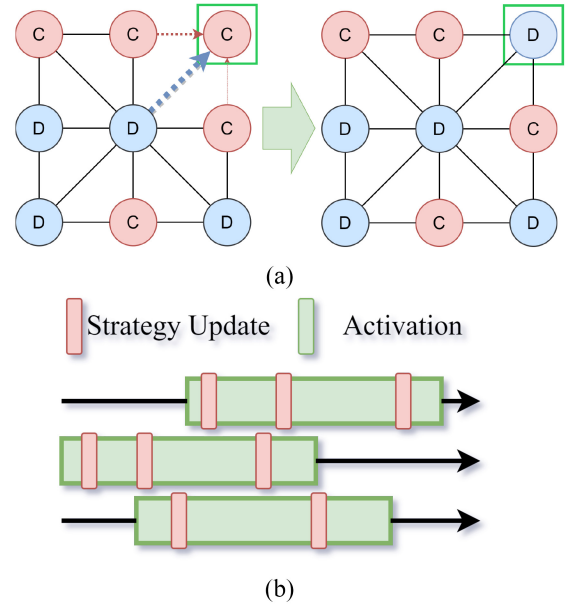 C C C C C D
D D C D D C
D C D D C D
(a)
Strategy Update Activation
(b)